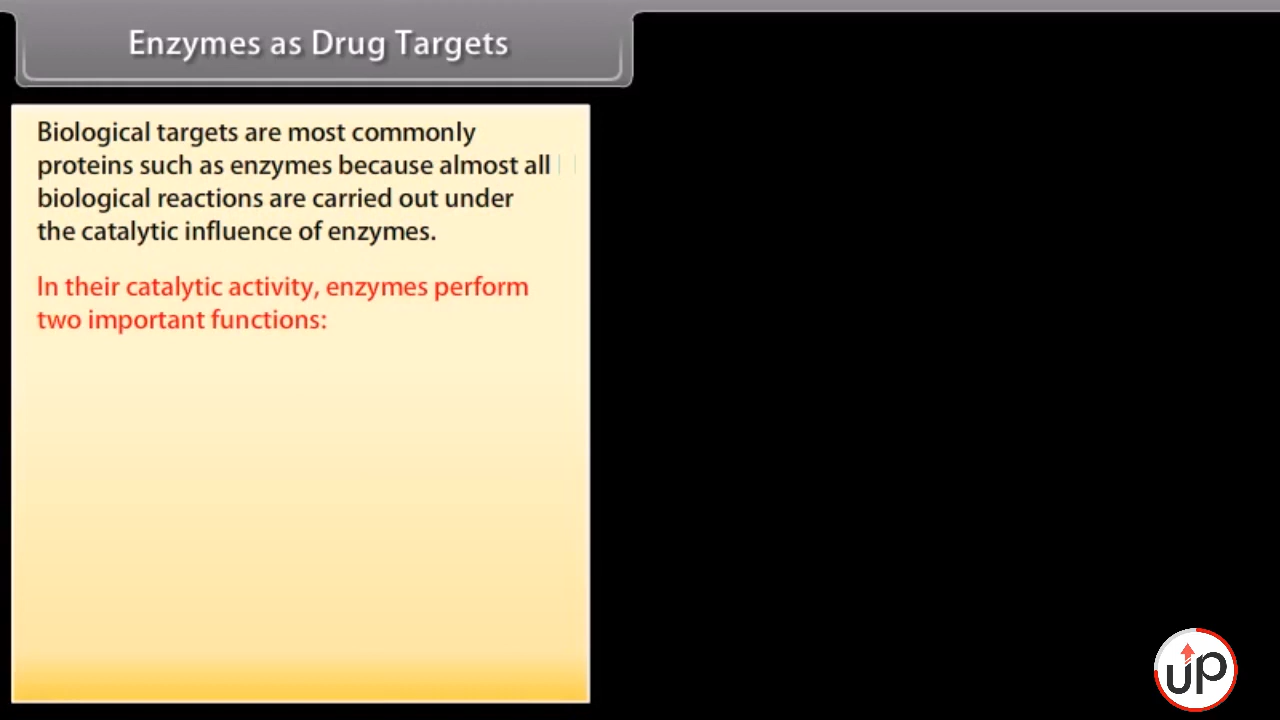 Enzymes as Drug Targets
Biological targets are most commonly
proteins such as enzymes because almost all
biological reactions are carried out under
the catalytic influence of enzymes.
In their catalytic activity, enzymes perform
two important functions:
UP